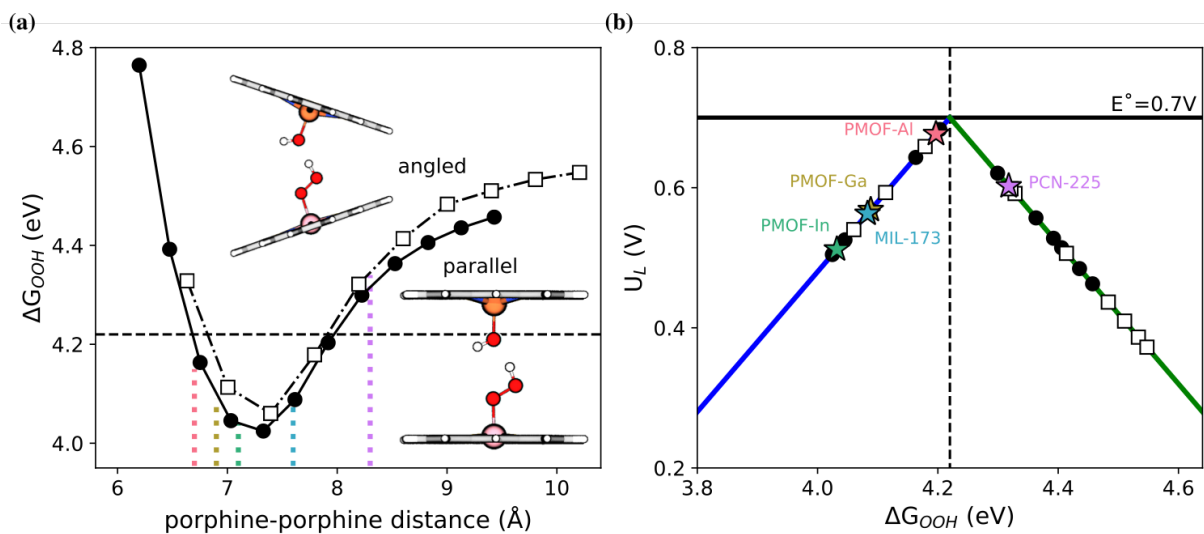 (a)
ΔG_OOH (eV)
4.8
4.6
4.4
4.2
4.0
angled
parallel
6
7
8
9
10
porphine-porphine distance (Å)
(b)
U_L (V)
0.8
0.6
0.4
0.2
E°=0.7V
PMOF-Al
PMOF-Ga
PCN-225
PMOF-In
MIL-173
3.8
4.0
4.2
4.4
4.6
ΔG_OOH (eV)